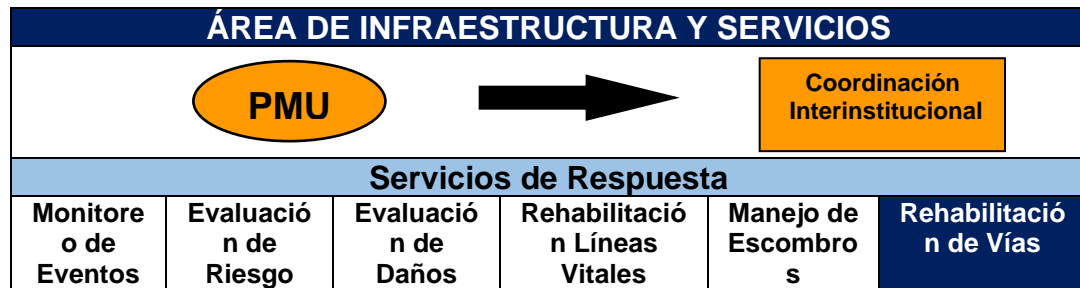 ÁREA DE INFRAESTRUCTURA Y SERVICIOS
PMU
Coordinación
Interinstitucional
Servicios de Respuesta
Monitore
o de
Eventos
Evaluació
n de
Riesgo
Evaluació
n de
Daños
Rehabilitació
n Líneas
Vitales
Manejo de
Escombro
s
Rehabilitació
n de Vías